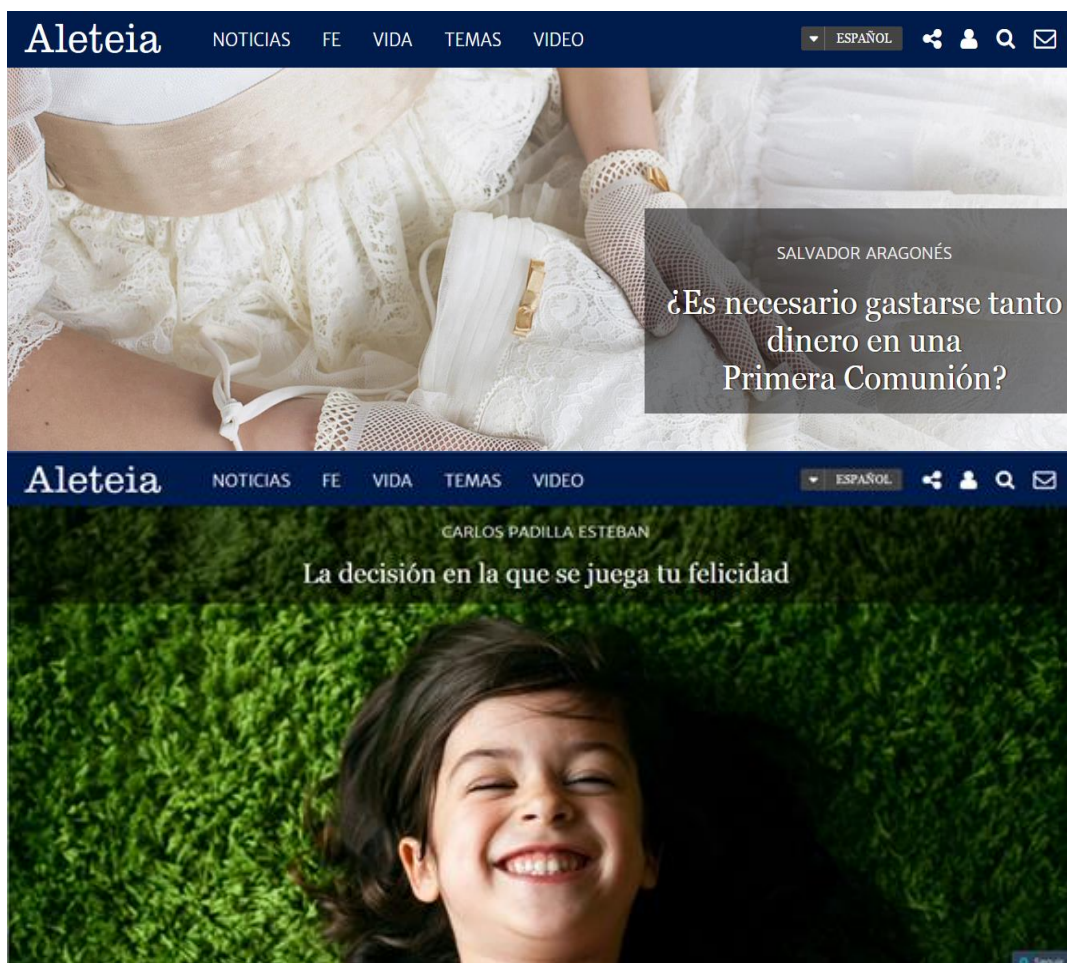 Aleteia NOTICIAS FE VIDA TEMAS VIDEO ESPAÑOL
SALVADOR ARAGONÉS
¿Es necesario gastarse tanto
dinero en una
Primera Comunión?
Aleteia NOTICIAS FE VIDA TEMAS VIDEO ESPAÑOL
CARLOS PADILLA ESTEBAN
La decisión en la que se juega tu felicidad
Seguir